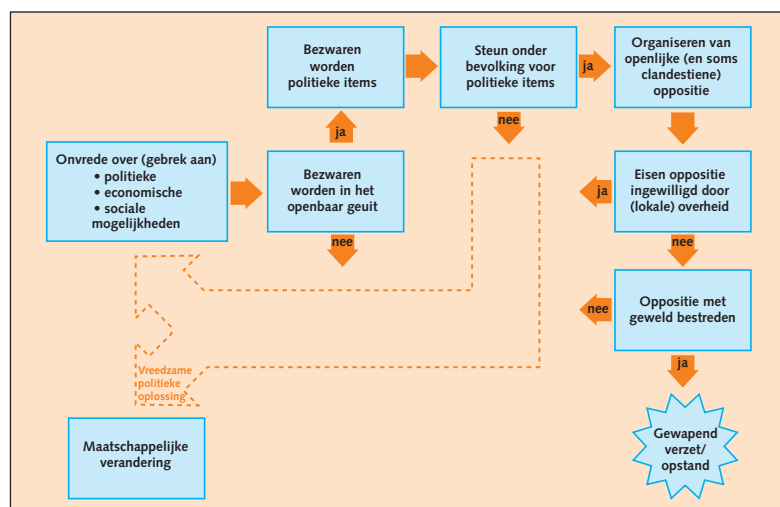 Onvrede over (gebrek aan)
• politieke
• economische
• sociale
mogelijkheden
Bezwaren
worden in het
openbaar geuit
ja
nee
Bezwaren
worden
politieke items
Steun onder
bevolking voor
politieke items
ja
nee
Organiseren van
openlijke (en soms
clandestiene)
oppositie
Eisen oppositie
ingewilligd door
(lokale) overheid
ja
nee
Oppositie met
geweld bestreden
nee
ja
Gewapend
verzet/
opstand
Vreedzame
politieke
oplossing
Maatschappelijke
verandering